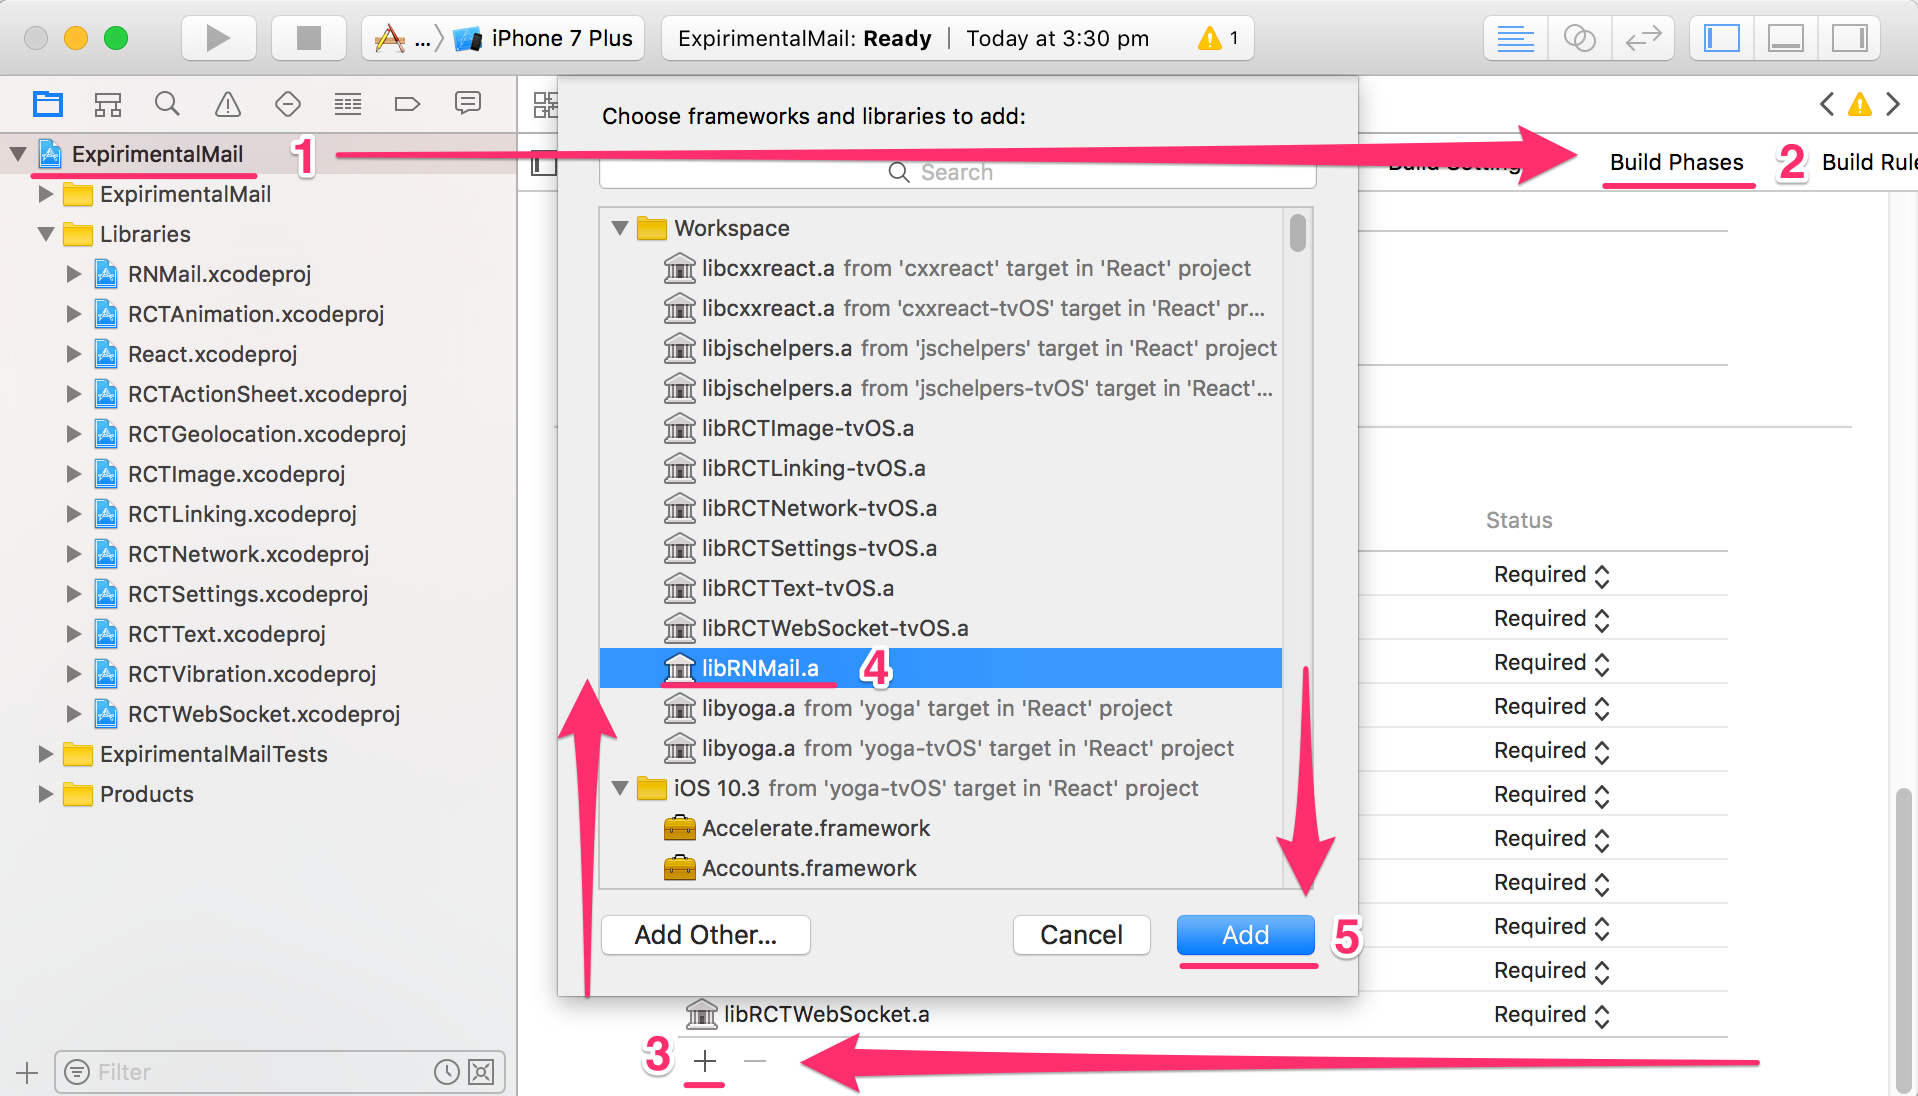 ... iPhone 7 Plus
ExpirimentalMail: Ready | Today at 3:30 pm 1
Choose frameworks and libraries to add:
ExpirimentalMail 1
Build Phases 2 Build Rule
Search
ExpirimentalMail
Libraries
RNMail.xcodeproj
RCTAnimation.xcodeproj
React.xcodeproj
RCTActionSheet.xcodeproj
RCTGeolocation.xcodeproj
RCTImage.xcodeproj
RCTLinking.xcodeproj
RCTNetwork.xcodeproj
RCTSettings.xcodeproj
RCTText.xcodeproj
RCTVibration.xcodeproj
RCTWebSocket.xcodeproj
ExpirimentalMailTests
Products
Filter
Workspace
libcxxreact.a from 'cxxreact' target in 'React' project
libcxxreact.a from 'cxxreact-tvOS' target in 'React' pr...
libjschelpers.a from 'jschelpers' target in 'React' project
libjschelpers.a from 'jschelpers-tvOS' target in 'React'...
libRCTImage-tvOS.a
libRCTLinking-tvOS.a
libRCTNetwork-tvOS.a
libRCTSettings-tvOS.a
libRCTText-tvOS.a
libRCTWebSocket-tvOS.a
libRNMail.a 4
libyoga.a from 'yoga' target in 'React' project
libyoga.a from 'yoga-tvOS' target in 'React' project
iOS 10.3 from 'yoga-tvOS' target in 'React' project
Accelerate.framework
Accounts.framework
Add Other... Cancel Add 5
Status
Required
Required
Required
Required
Required
Required
Required
Required
Required
Required
libRCTWebSocket.a Required
3